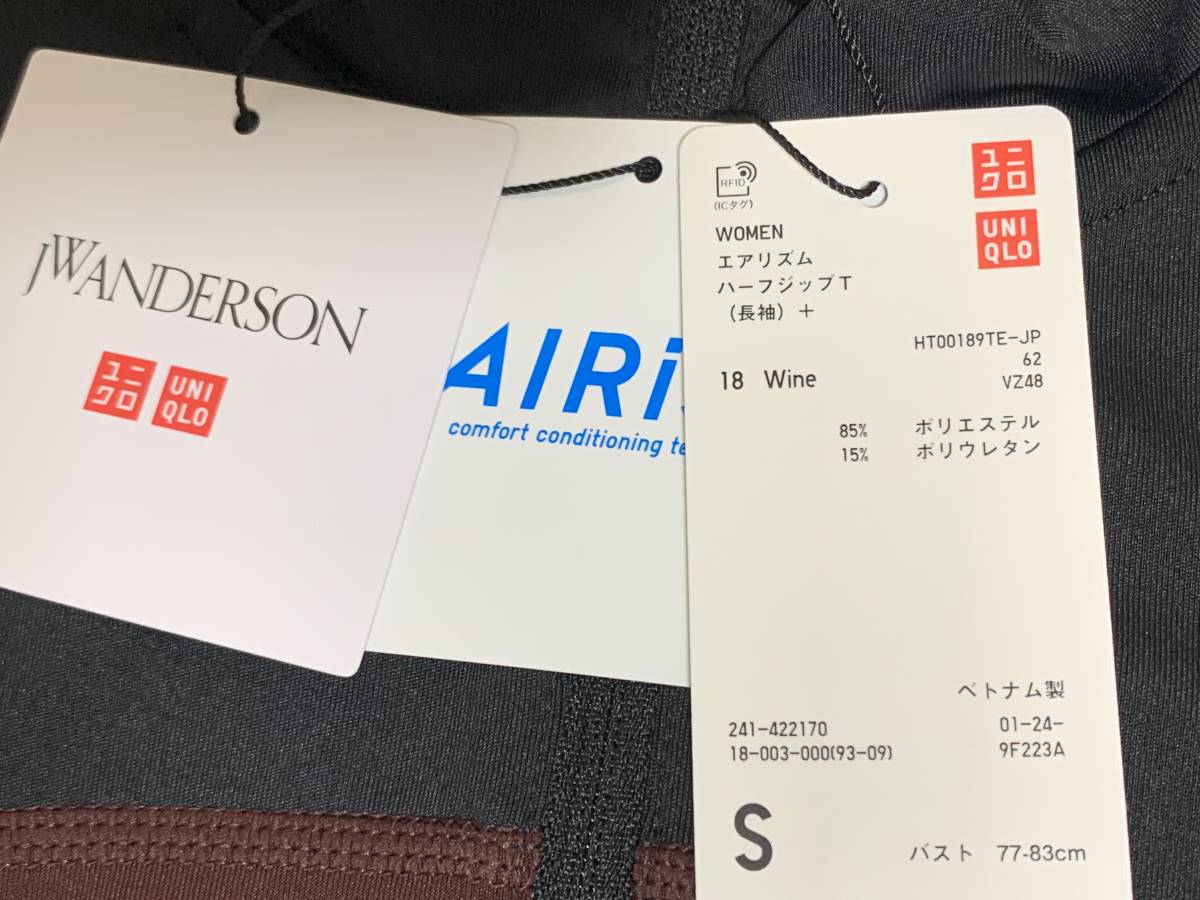 JWANDERSON
ユニ
クロ
UNI
QLO
AIRi
comfort conditioning
RFID
(ICタグ)
ユニ
クロ
UNI
QLO
WOMEN
エアリズム
ハーフジップT
(長袖)+
HT00189TE-JP
62
18 Wine
VZ48
85% ポリエステル
15% ポリウレタン
ベトナム製
241-422170 01-24-
18-003-000(93-09) 9F223A
S バスト 77-83cm